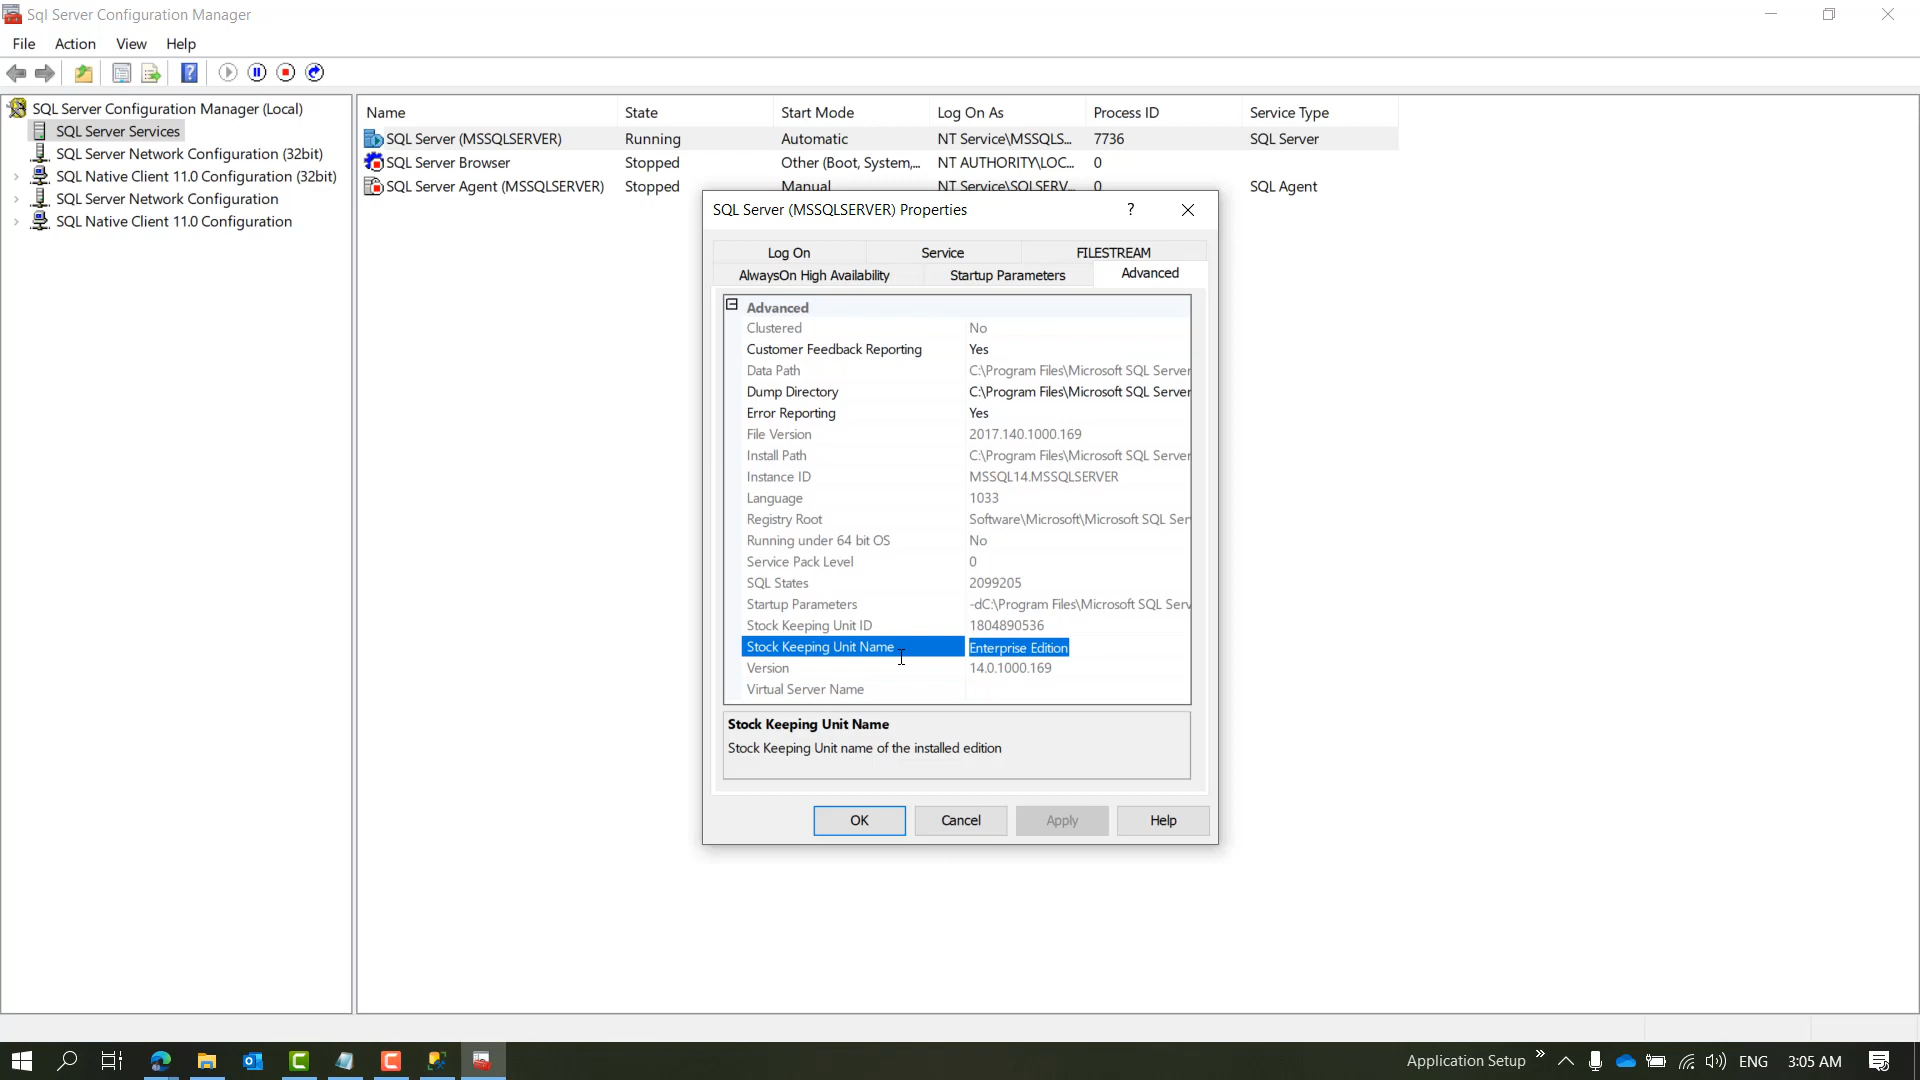 Sql Server Configuration Manager
File Action View Help
SQL Server Configuration Manager (Local)
SQL Server Services
SQL Server Network Configuration (32bit)
SQL Native Client 11.0 Configuration (32bit)
SQL Server Network Configuration
SQL Native Client 11.0 Configuration
Name State Start Mode Log On As Process ID Service Type
SQL Server (MSSQLSERVER) Running Automatic NT Service\MSSQLS... 7736 SQL Server
SQL Server Browser Stopped Other (Boot, System,... NT AUTHORITY\LOC... 0
SQL Server Agent (MSSQLSERVER) Stopped Manual NT Service\SQLSERV... 0 SQL Agent
SQL Server (MSSQLSERVER) Properties
?
Log On Service FILESTREAM
AlwaysOn High Availability Startup Parameters Advanced
Advanced
Clustered No
Customer Feedback Reporting Yes
Data Path C:\Program Files\Microsoft SQL Server
Dump Directory C:\Program Files\Microsoft SQL Server
Error Reporting Yes
File Version 2017.140.1000.169
Install Path C:\Program Files\Microsoft SQL Server
Instance ID MSSQL14.MSSQLSERVER
Language 1033
Registry Root Software\Microsoft\Microsoft SQL Ser
Running under 64 bit OS No
Service Pack Level 0
SQL States 2099205
Startup Parameters -dC:\Program Files\Microsoft SQL Serv
Stock Keeping Unit ID 1804890536
Stock Keeping Unit Name Enterprise Edition
Version 14.0.1000.169
Virtual Server Name
Stock Keeping Unit Name
Stock Keeping Unit name of the installed edition
OK Cancel Apply Help
Application Setup ENG 3:05 AM